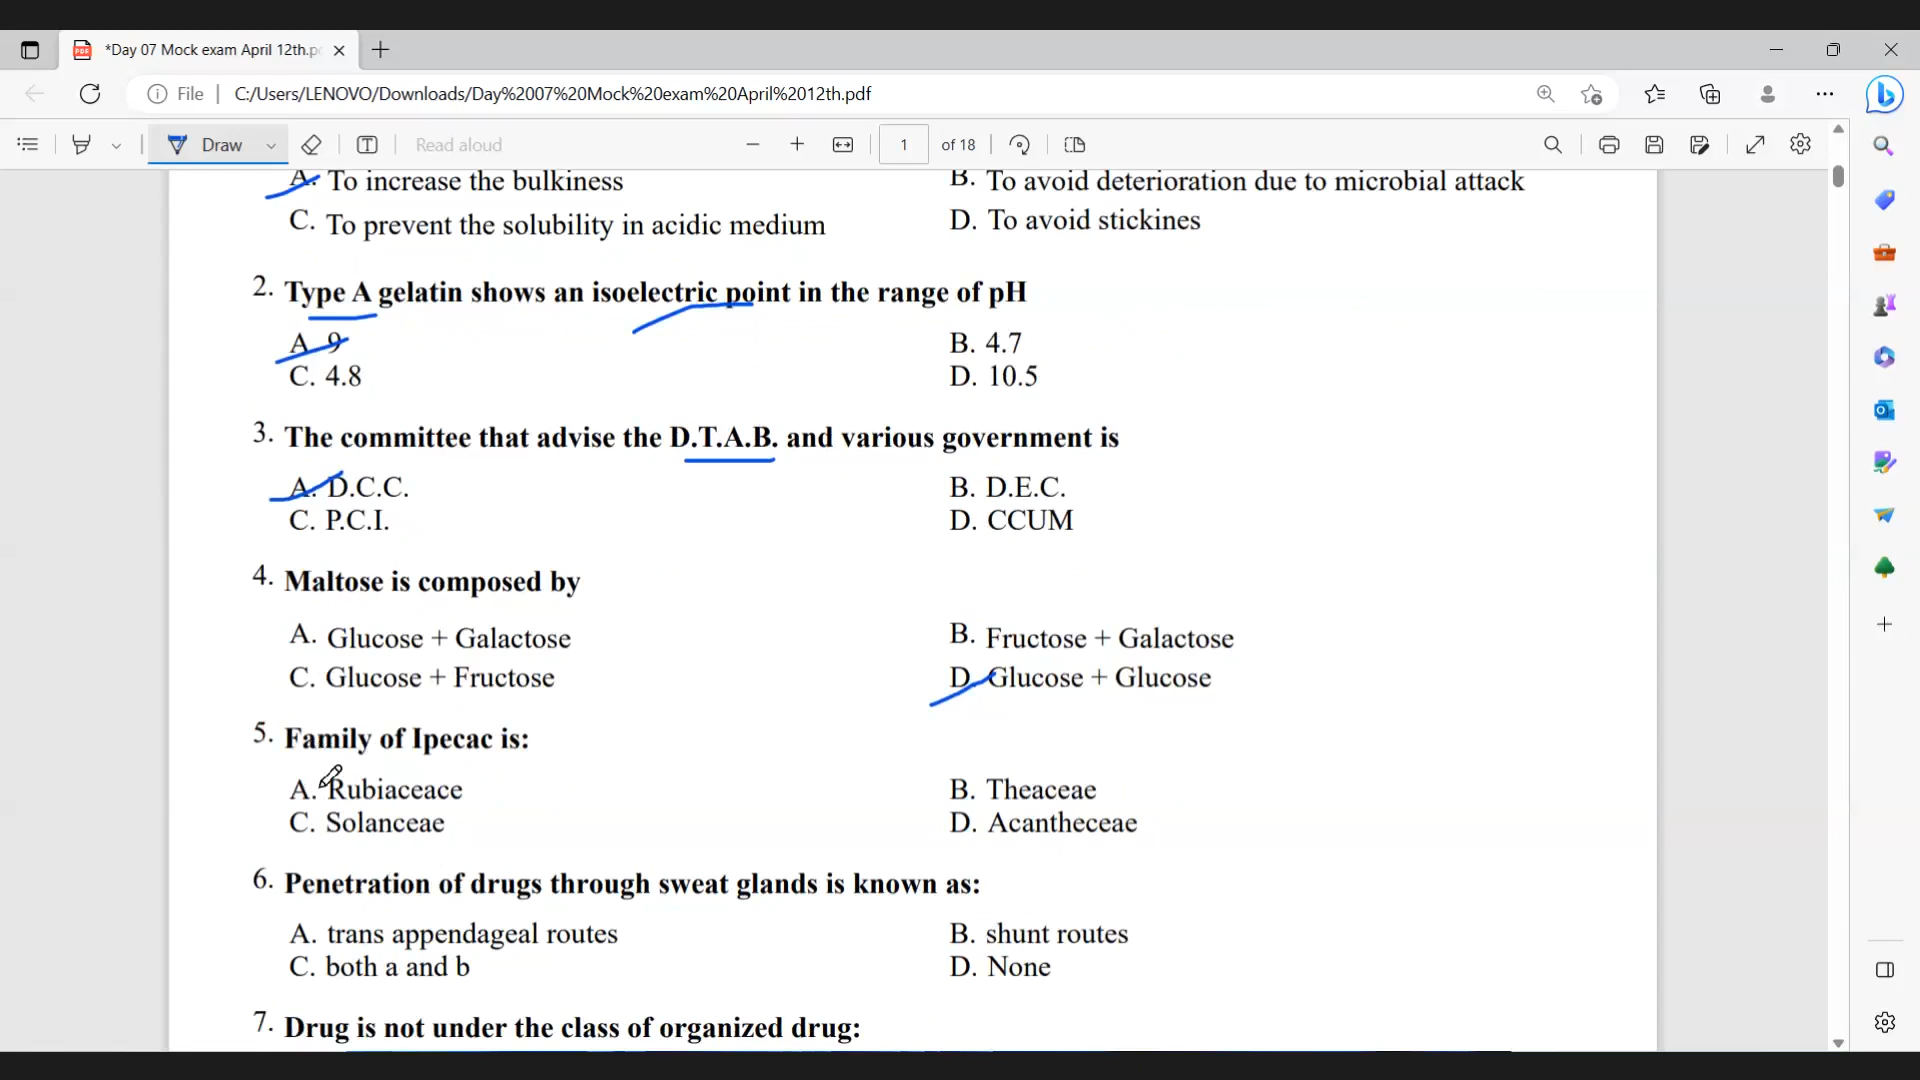 *Day 07 Mock exam April 12th.p
File | C:/Users/LENOVO/Downloads/Day%2007%20Mock%20exam%20April%2012th.pdf
Draw Read aloud 1 of 18
A. To increase the bulkiness B. To avoid deterioration due to microbial attack
C. To prevent the solubility in acidic medium D. To avoid stickines
2. Type A gelatin shows an isoelectric point in the range of pH
A. 9 B. 4.7
C. 4.8 D. 10.5
3. The committee that advise the D.T.A.B. and various government is
A. D.C.C. B. D.E.C.
C. P.C.I. D. CCUM
4. Maltose is composed by
A. Glucose + Galactose B. Fructose + Galactose
C. Glucose + Fructose D. Glucose + Glucose
5. Family of Ipecac is:
A. Rubiaceace B. Theaceae
C. Solanceae D. Acantheceae
6. Penetration of drugs through sweat glands is known as:
A. trans appendageal routes B. shunt routes
C. both a and b D. None
7. Drug is not under the class of organized drug: